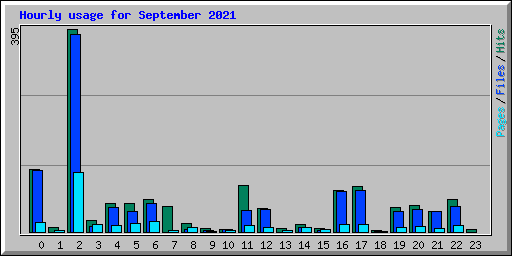 Hourly usage for September 2021
395
Pages/Files/Hits
0 1 2 3 4 5 6 7 8 9 10 11 12 13 14 15 16 17 18 19 20 21 22 23